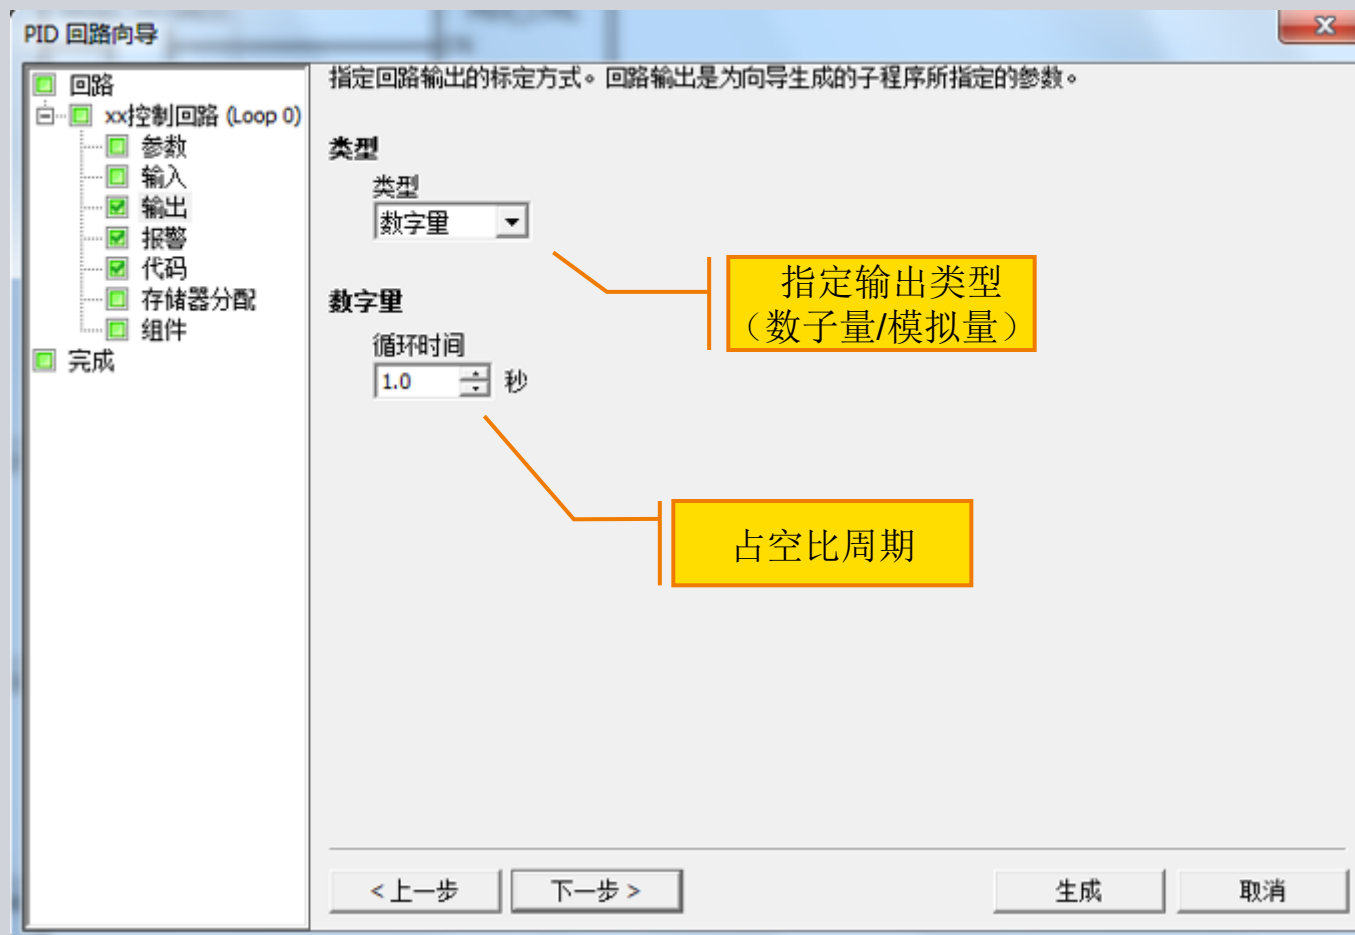 PID 回路向导
回路
xx控制回路 (Loop 0)
参数
输入
输出
报警
代码
存储器分配
组件
完成
指定回路输出的标定方式。回路输出是为向导生成的子程序所指定的参数。
类型
类型
数字量
指定输出类型
（数子量/模拟量）
数字量
循环时间
1.0 秒
占空比周期
<上一步
下一步>
生成
取消